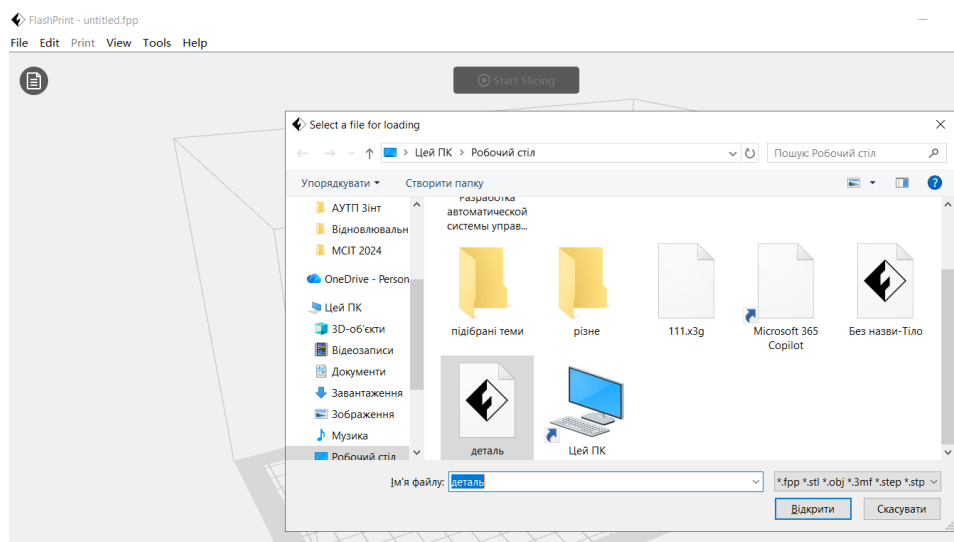 FlashPrint - untitled.fpp
File Edit Print View Tools Help
Start Slicing
Select a file for loading
Цей ПК > Робочий стіл
Пошук: Робочий стіл
Упорядкувати
Створити папку
АУТП Зінт
Відновлювальн
МСІТ 2024
OneDrive - Person
Цей ПК
3D-об'єкти
Відеозаписи
Документи
Завантаження
Зображення
Музика
Робочий стіл
Разработка
автоматической
системы управ...
підібрані теми
різне
111.x3g
Microsoft 365
Copilot
Без назви-Тіло
деталь
Цей ПК
Ім'я файлу:
деталь
*.fpp *.stl *.obj *.3mf *.step *.stp
Відкрити
Скасувати